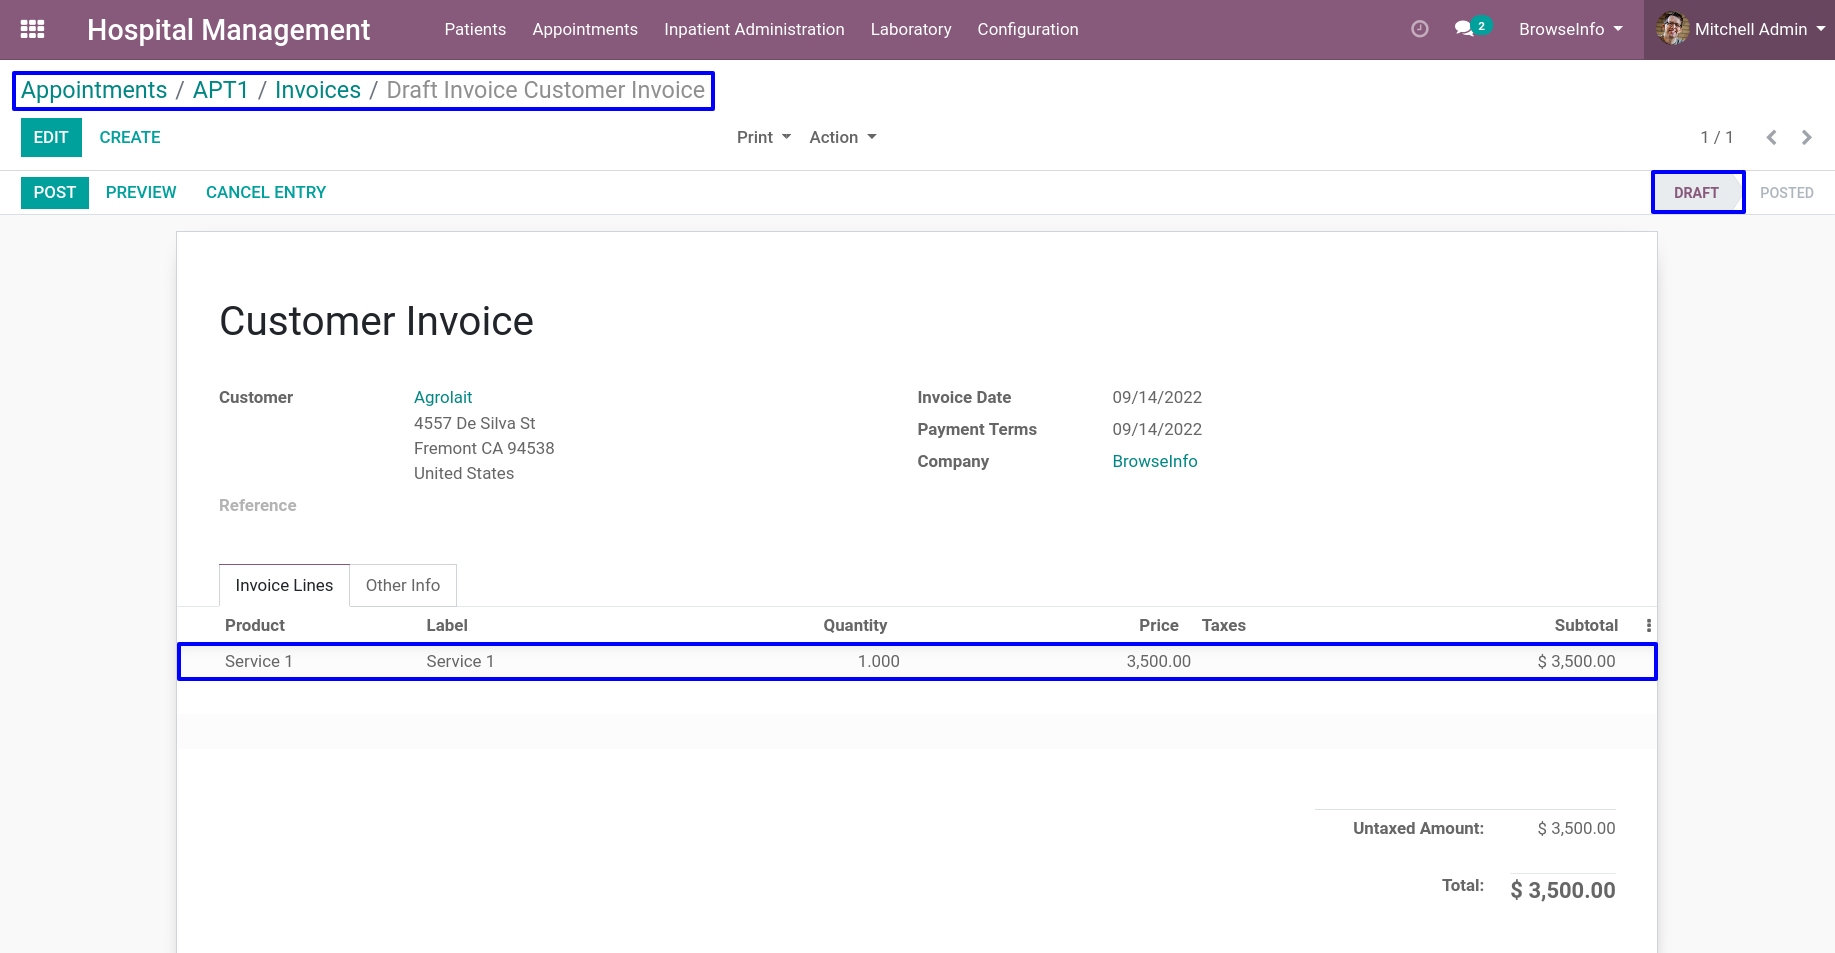 Hospital Management Patients Appointments Inpatient Administration Laboratory Configuration 2 BrowseInfo Mitchell Admin
Appointments / APT1 / Invoices / Draft Invoice Customer Invoice
EDIT CREATE Print Action 1 / 1
POST PREVIEW CANCEL ENTRY DRAFT POSTED
Customer Invoice
Customer Agrolait Invoice Date 09/14/2022
4557 De Silva St Payment Terms 09/14/2022
Fremont CA 94538 Company BrowseInfo
United States
Reference
Invoice Lines Other Info
Product Label Quantity Price Taxes Subtotal
Service 1 Service 1 1.000 3,500.00 $ 3,500.00
Untaxed Amount: $ 3,500.00
Total: $ 3,500.00